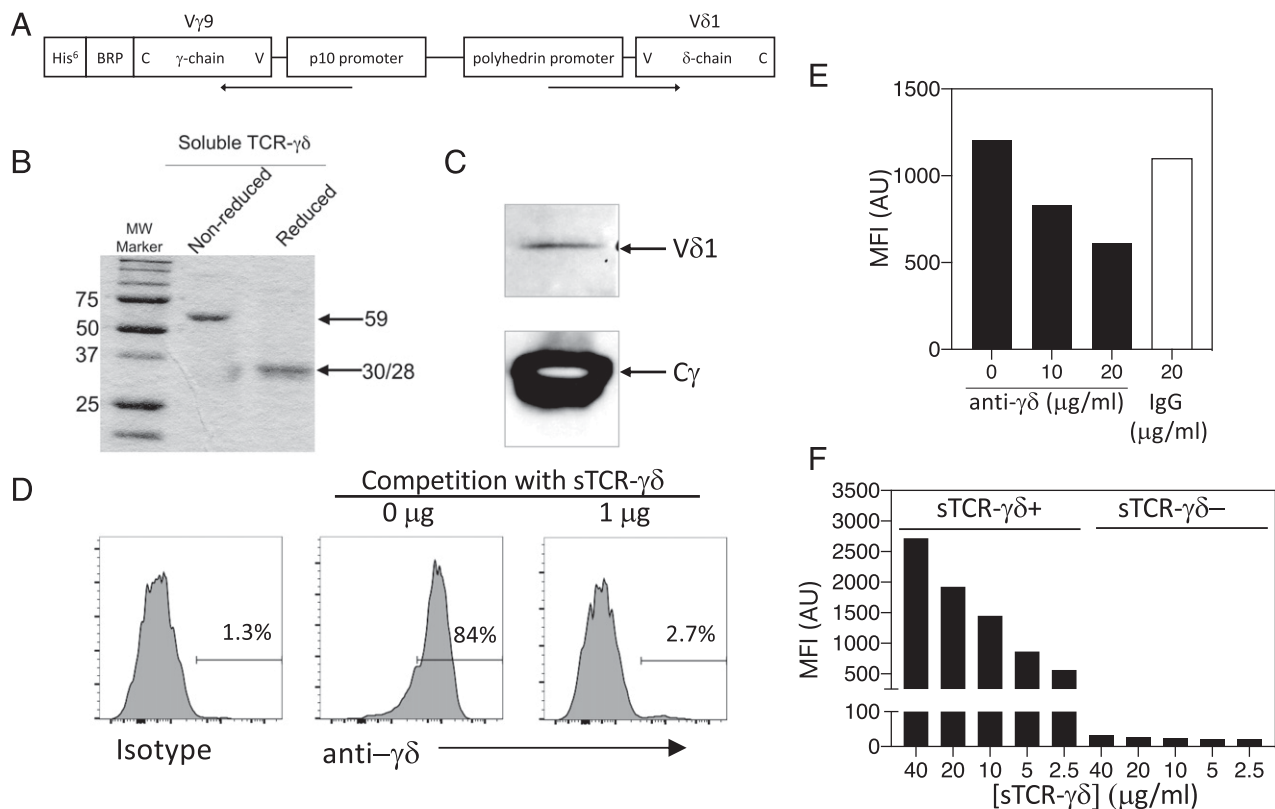 A
Vγ9
Vδ1
His⁶ BRP C γ-chain V p10 promoter polyhedrin promoter V δ-chain C
B
Soluble TCR-γδ
Non-reduced
Reduced
MW
Marker
75
50
37
25
59
30/28
C
Vδ1
Cγ
D
Competition with sTCR-γδ
0 μg
1 μg
1.3%
84%
2.7%
Isotype
anti–γδ
E
1500
1000
500
0
MFI (AU)
0 10 20 20
anti-γδ (μg/ml) IgG
(μg/ml)
F
3500
3000
2500
2000
1500
1000
500
100
0
MFI (AU)
sTCR-γδ+ sTCR-γδ–
40 20 10 5 2.5 40 20 10 5 2.5
[sTCR-γδ] (μg/ml)